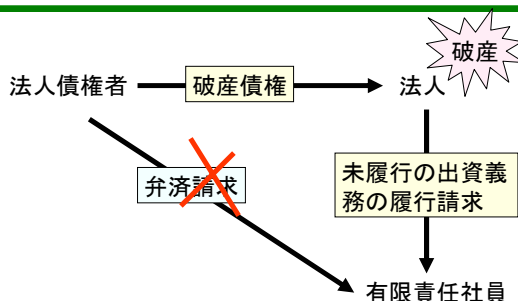 破産
法人債権者
破産債権
法人
弁済請求
未履行の出資義
務の履行請求
有限責任社員